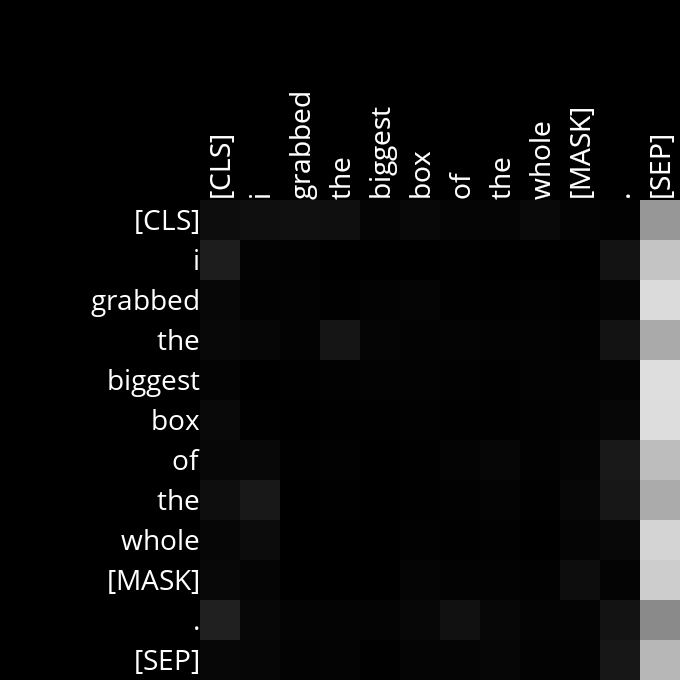 [CLS] i grabbed the biggest box of the whole [MASK] . [SEP]
[CLS]
i
grabbed
the
biggest
box
of
the
whole
[MASK]
.
[SEP]